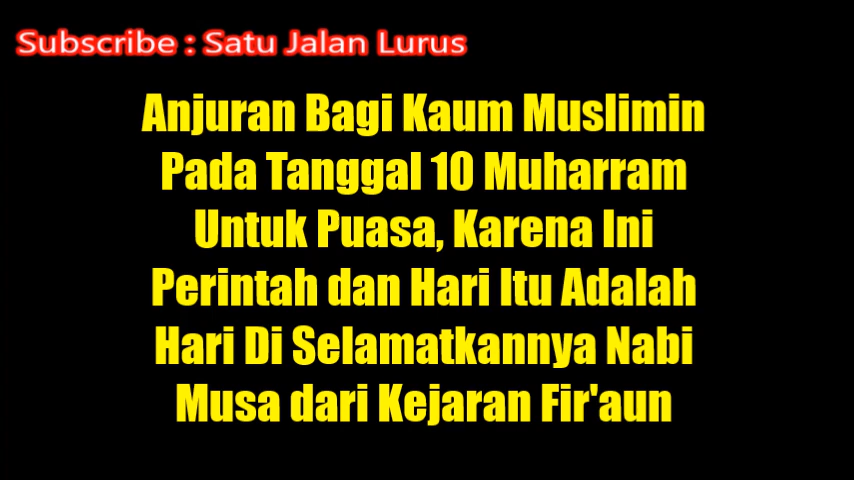 Subscribe : Satu Jalan Lurus
Anjuran Bagi Kaum Muslimin
Pada Tanggal 10 Muharram
Untuk Puasa, Karena Ini
Perintah dan Hari Itu Adalah
Hari Di Selamatkannya Nabi
Musa dari Kejaran Fir'aun